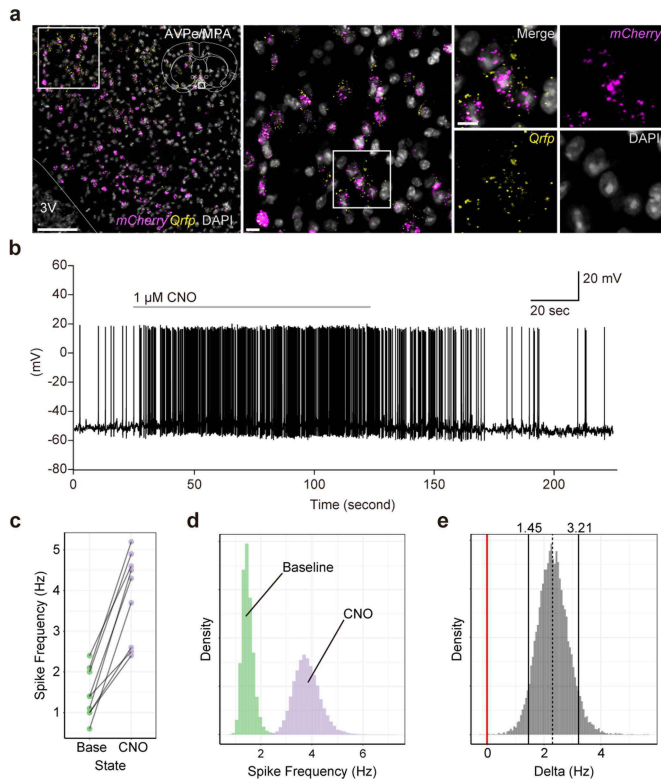 a
AVPe/MPA
3V
mCherry Qrfp DAPI
Merge
mCherry
Qrfp
DAPI
b
1 µM CNO
20 mV
20 sec
60
40
20
0
-20
-40
-60
-80
(mV)
0 50 100 150 200
Time (second)
c
5
4
3
2
1
Spike Frequency (Hz)
Base CNO
State
d
Baseline
CNO
Density
2 4 6
Spike Frequency (Hz)
e
1.45 3.21
Density
0 2 4
Delta (Hz)